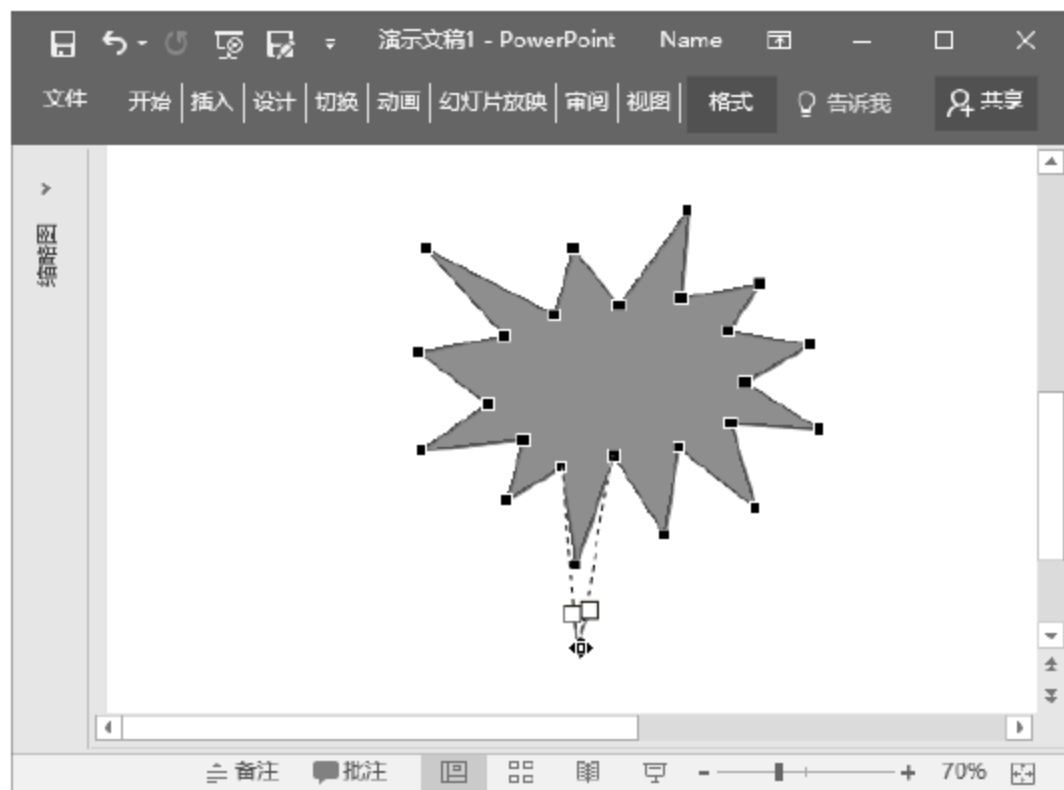 演示文稿1 - PowerPoint Name
文件 开始 插入 设计 切换 动画 幻灯片放映 审阅 视图 格式 告诉我 共享
缩略图
备注 批注 70%